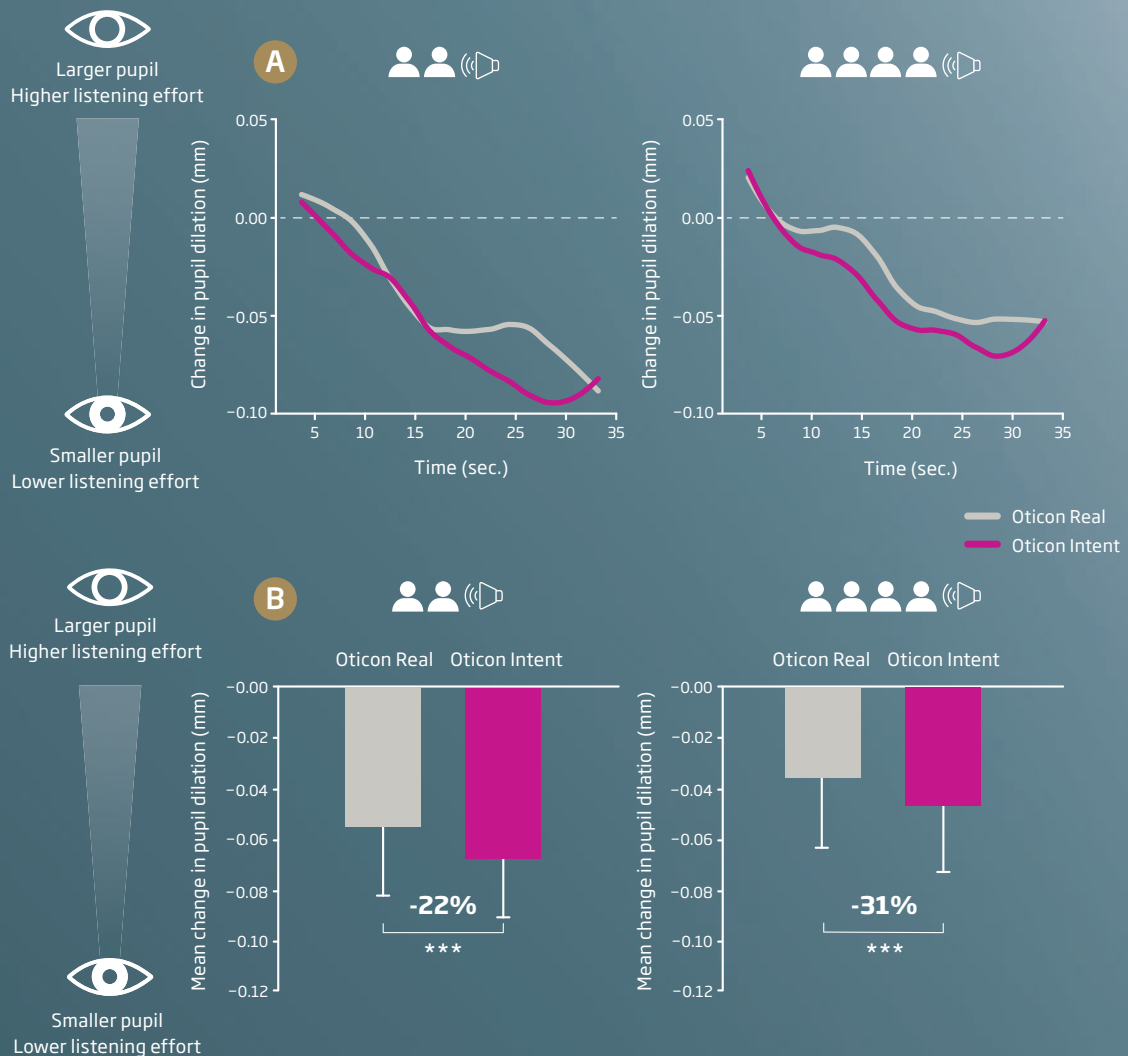 Larger pupil
Higher listening effort
Smaller pupil
Lower listening effort
A
Change in pupil dilation (mm)
0.05
0.00
−0.05
−0.10
5 10 15 20 25 30 35
Time (sec.)
Change in pupil dilation (mm)
0.05
0.00
−0.05
−0.10
5 10 15 20 25 30 35
Time (sec.)
Oticon Real
Oticon Intent
Larger pupil
Higher listening effort
Smaller pupil
Lower listening effort
B
Oticon Real Oticon Intent
Mean change in pupil dilation (mm)
−0.00
−0.02
−0.04
−0.06
−0.08
−0.10
−0.12
-22%
***
Oticon Real Oticon Intent
Mean change in pupil dilation (mm)
−0.00
−0.02
−0.04
−0.06
−0.08
−0.10
−0.12
-31%
***